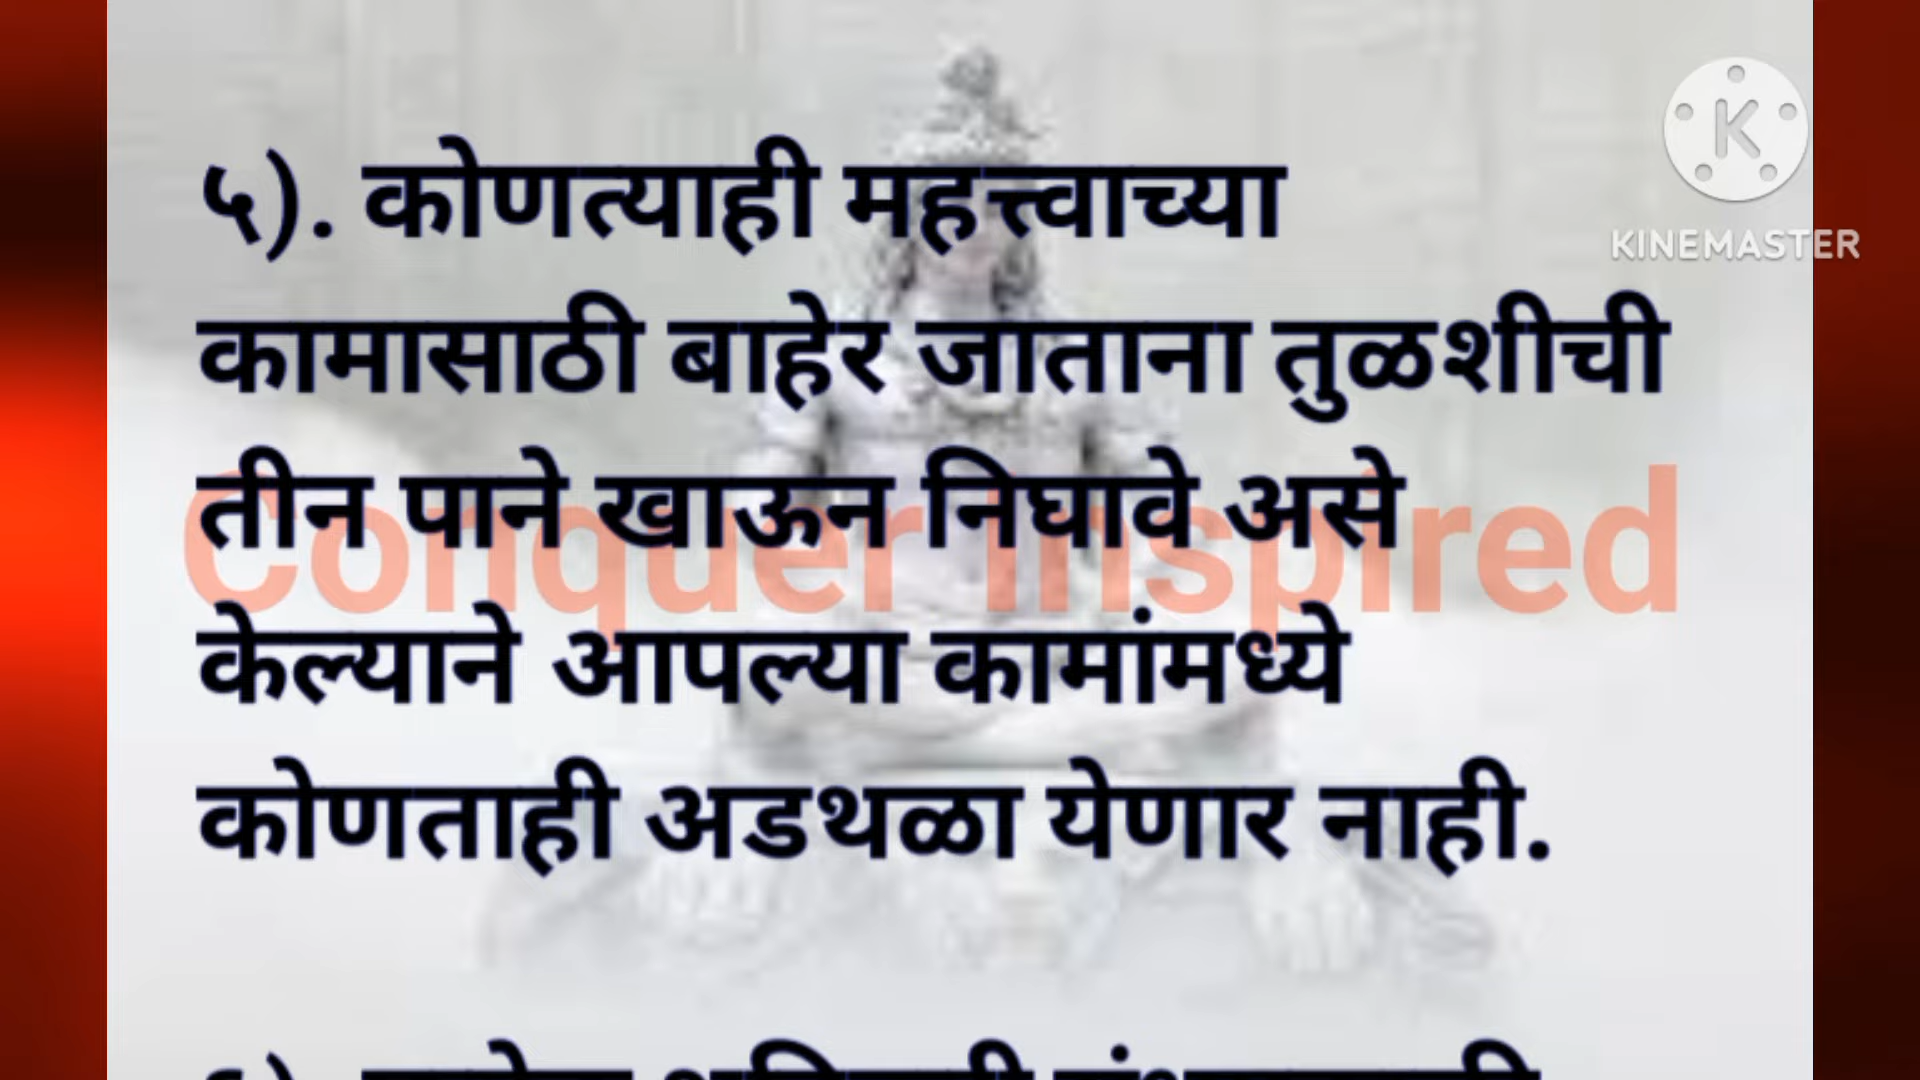 ५). कोणत्याही महत्त्वाच्या
कामासाठी बाहेर जाताना तुळशीची
तीन पाने खाऊन निघावे असे
केल्याने आपल्या कामांमध्ये
कोणताही अडथळा येणार नाही.
Conquer Inspired
K
KINEMASTER